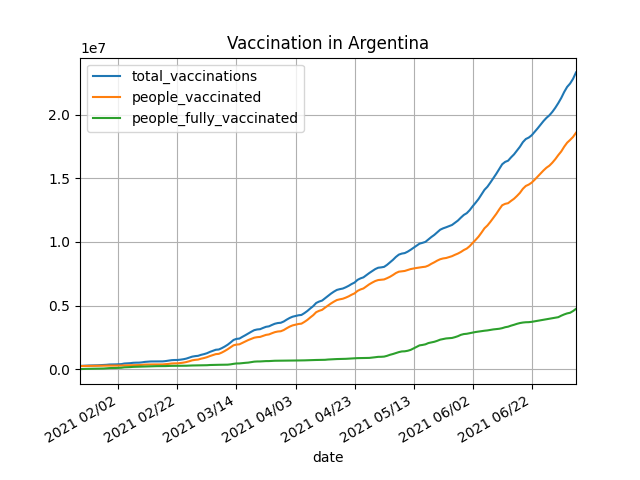 Vaccination in Argentina
1e7
total_vaccinations
people_vaccinated
people_fully_vaccinated
2.0
1.5
1.0
0.5
0.0
2021 02/02
2021 02/22
2021 03/14
2021 04/03
2021 04/23
2021 05/13
2021 06/02
2021 06/22
date